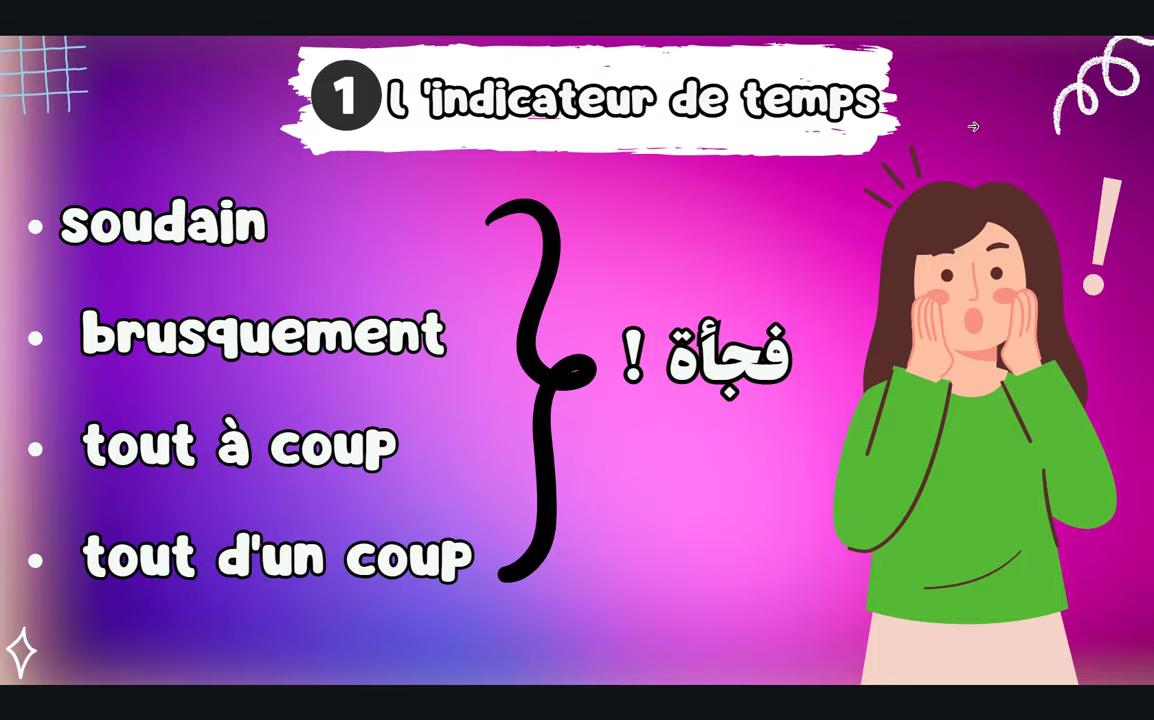 1 l 'indicateur de temps
• soudain
• brusquement
• tout à coup
• tout d'un coup
فجأة !